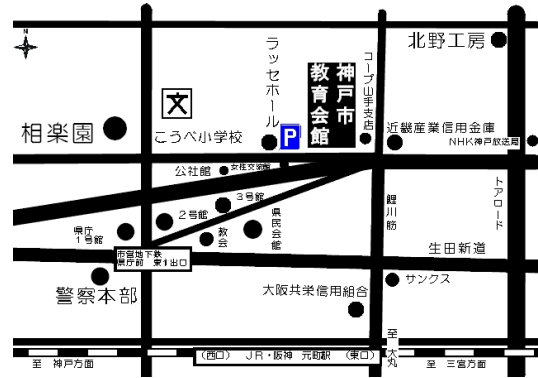 N
北野工房
ラッセホール
神戸市
教育会館
コープ山手支店
文
相楽園
こうべ小学校
P
近畿産業信用金庫
NHK神戸放送局
公社館
女性交流館
3号館
2号館
県庁
1号館
教会
県民会館
鯉川筋
トアロード
生田新道
市営地下鉄
県庁前 東1出口
警察本部
大阪共栄信用組合
サンクス
至 大丸
(西口) JR・阪神 元町駅 (東口)
至 神戸方面
至 三宮方面